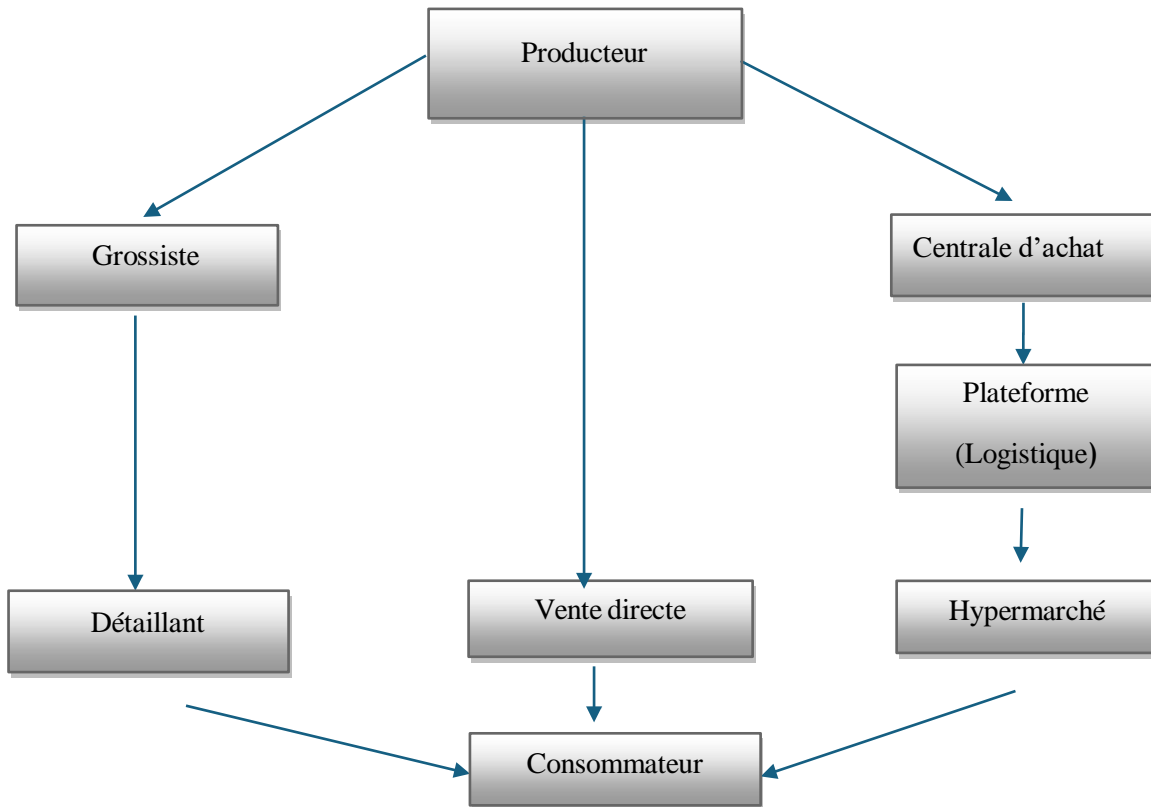 Producteur
Grossiste
Centrale d’achat
Plateforme
(Logistique)
Détaillant
Vente directe
Hypermarché
Consommateur